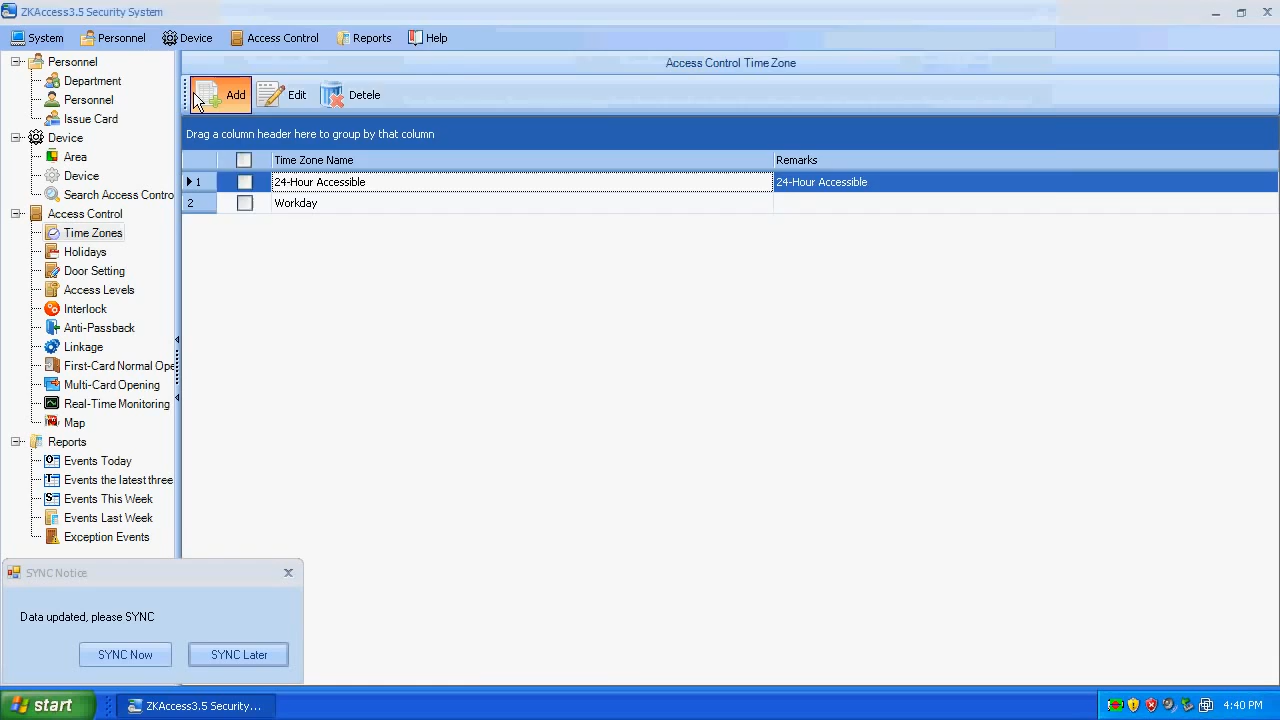 ZKAccess3.5 Security System
System Personnel Device Access Control Reports Help
Personnel
Department
Personnel
Issue Card
Device
Area
Device
Search Access Contro
Access Control
Time Zones
Holidays
Door Setting
Access Levels
Interlock
Anti-Passback
Linkage
First-Card Normal Ope
Multi-Card Opening
Real-Time Monitoring
Map
Reports
Events Today
Events the latest three
Events This Week
Events Last Week
Exception Events
Access Control Time Zone
Add Edit Detele
Drag a column header here to group by that column
Time Zone Name Remarks
1 24-Hour Accessible 24-Hour Accessible
2 Workday
SYNC Notice
Data updated, please SYNC
SYNC Now SYNC Later
start ZKAccess3.5 Security... 4:40 PM